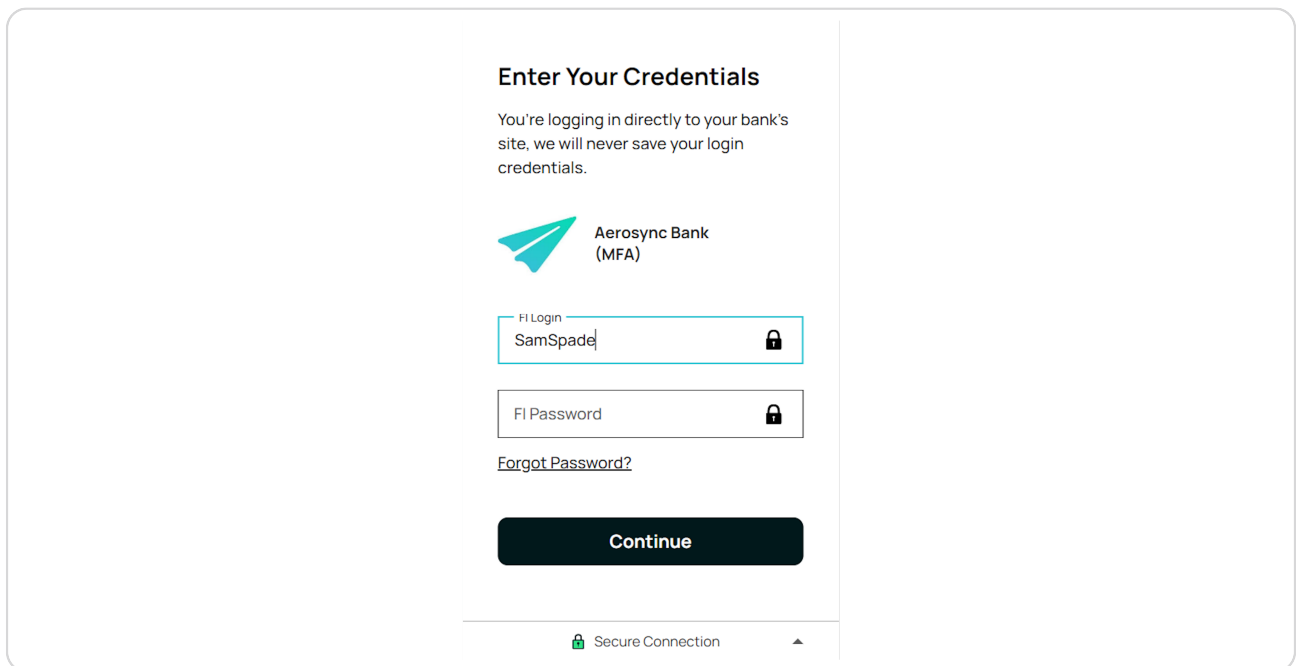 Enter Your Credentials
You're logging in directly to your bank's
site, we will never save your login
credentials.
Aerosync Bank
(MFA)
FI Login
SamSpade
FI Password
Forgot Password?
Continue
Secure Connection